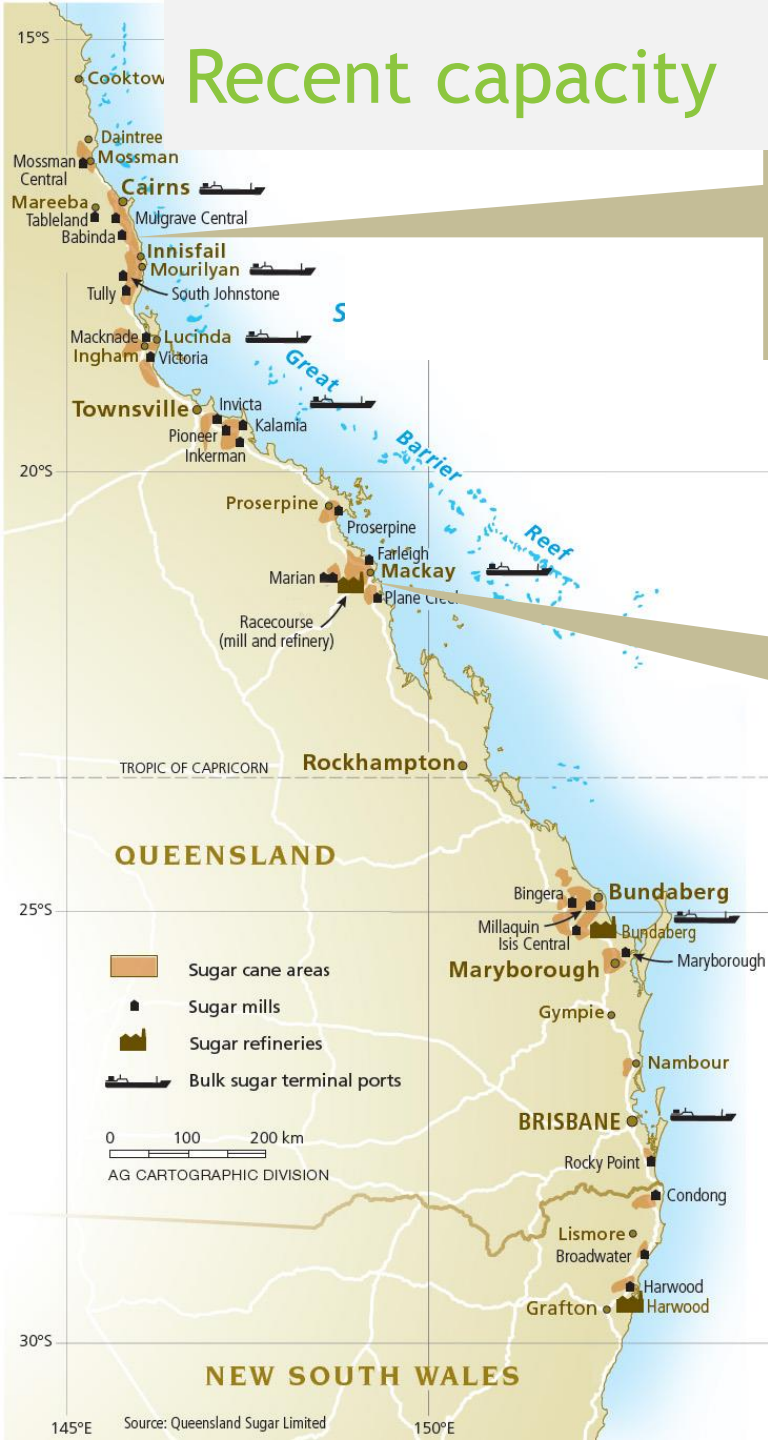 Recent capacity
15°S
Daintree
Mossman
Mossman
Central
Cairns
Mareeba
Tableland
Mulgrave Central
Babinda
Innisfail
Mourilyan
Tully
South Johnstone
S
Macknade
Lucinda
Ingham
Victoria
Great
Townsville
Invicta
Kalamia
Pioneer
Inkerman
Barrier
20°S
Proserpine
Proserpine
Reef
Farleigh
Mackay
Marian
Plane
Racecourse
(mill and refinery)
Rockhampton
TROPIC OF CAPRICORN
QUEENSLAND
Bingera
Bundaberg
25°S
Millaquin
Bundaberg
Isis Central
Maryborough
Maryborough
Sugar cane areas
Sugar mills
Gympie
Sugar refineries
Nambour
Bulk sugar terminal ports
BRISBANE
0 100 200 km
AG CARTOGRAPHIC DIVISION
Rocky Point
Condong
Lismore
Broadwater
Harwood
Grafton
Harwood
30°S
NEW SOUTH WALES
Source: Queensland Sugar Limited
145°E
150°E